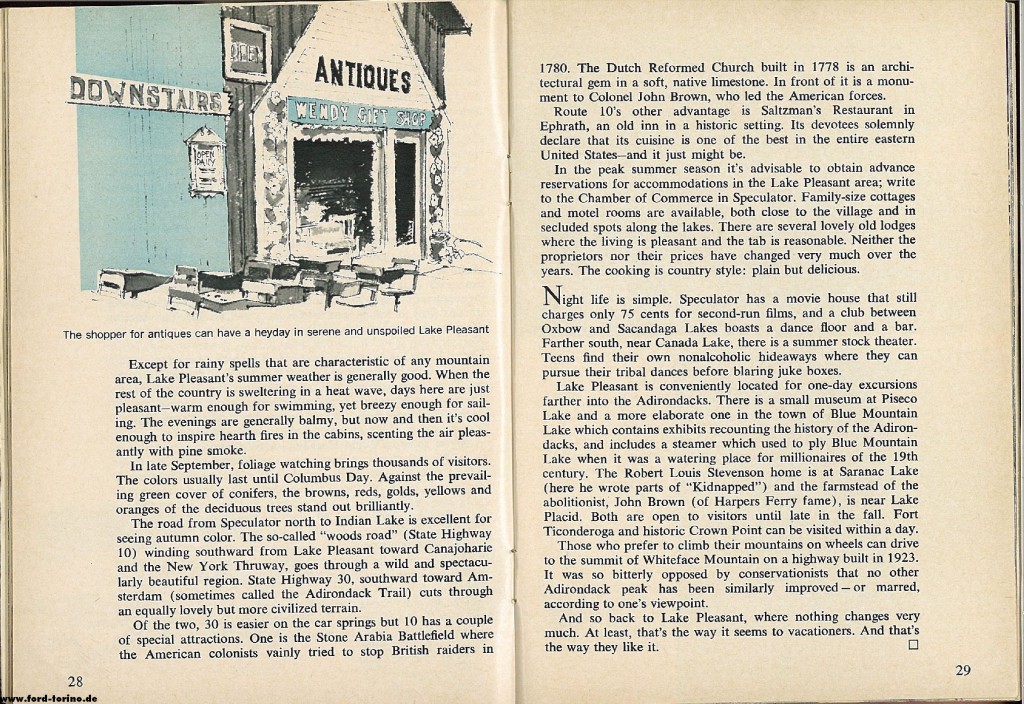 DOWNSTAIRS
OPEN
ANTIQUES
WENDY GIFT SHOP
OPEN
DAILY
The shopper for antiques can have a heyday in serene and unspoiled Lake Pleasant
Except for rainy spells that are characteristic of any mountain
area, Lake Pleasant's summer weather is generally good. When the
rest of the country is sweltering in a heat wave, days here are just
pleasant—warm enough for swimming, yet breezy enough for sail-
ing. The evenings are generally balmy, but now and then it's cool
enough to inspire hearth fires in the cabins, scenting the air pleas-
antly with pine smoke.
In late September, foliage watching brings thousands of visitors.
The colors usually last until Columbus Day. Against the prevail-
ing green cover of conifers, the browns, reds, golds, yellows and
oranges of the deciduous trees stand out brilliantly.
The road from Speculator north to Indian Lake is excellent for
seeing autumn color. The so-called "woods road" (State Highway
10) winding southward from Lake Pleasant toward Canajoharie
and the New York Thruway, goes through a wild and spectacu-
larly beautiful region. State Highway 30, southward toward Am-
sterdam (sometimes called the Adirondack Trail) cuts through
an equally lovely but more civilized terrain.
Of the two, 30 is easier on the car springs but 10 has a couple
of special attractions. One is the Stone Arabia Battlefield where
the American colonists vainly tried to stop British raiders in
28
www.ford-torino.de
1780. The Dutch Reformed Church built in 1778 is an archi-
tectural gem in a soft, native limestone. In front of it is a monu-
ment to Colonel John Brown, who led the American forces.
Route 10's other advantage is Saltzman's Restaurant in
Ephrath, an old inn in a historic setting. Its devotees solemnly
declare that its cuisine is one of the best in the entire eastern
United States—and it just might be.
In the peak summer season it's advisable to obtain advance
reservations for accommodations in the Lake Pleasant area; write
to the Chamber of Commerce in Speculator. Family-size cottages
and motel rooms are available, both close to the village and in
secluded spots along the lakes. There are several lovely old lodges
where the living is pleasant and the tab is reasonable. Neither the
proprietors nor their prices have changed very much over the
years. The cooking is country style: plain but delicious.
Night life is simple. Speculator has a movie house that still
charges only 75 cents for second-run films, and a club between
Oxbow and Sacandaga Lakes boasts a dance floor and a bar.
Farther south, near Canada Lake, there is a summer stock theater.
Teens find their own nonalcoholic hideaways where they can
pursue their tribal dances before blaring juke boxes.
Lake Pleasant is conveniently located for one-day excursions
farther into the Adirondacks. There is a small museum at Piseco
Lake and a more elaborate one in the town of Blue Mountain
Lake which contains exhibits recounting the history of the Adiron-
dacks, and includes a steamer which used to ply Blue Mountain
Lake when it was a watering place for millionaires of the 19th
century. The Robert Louis Stevenson home is at Saranac Lake
(here he wrote parts of "Kidnapped") and the farmstead of the
abolitionist, John Brown (of Harpers Ferry fame), is near Lake
Placid. Both are open to visitors until late in the fall. Fort
Ticonderoga and historic Crown Point can be visited within a day.
Those who prefer to climb their mountains on wheels can drive
to the summit of Whiteface Mountain on a highway built in 1923.
It was so bitterly opposed by conservationists that no other
Adirondack peak has been similarly improved—or marred,
according to one's viewpoint.
And so back to Lake Pleasant, where nothing changes very
much. At least, that's the way it seems to vacationers. And that's
the way they like it. □
29